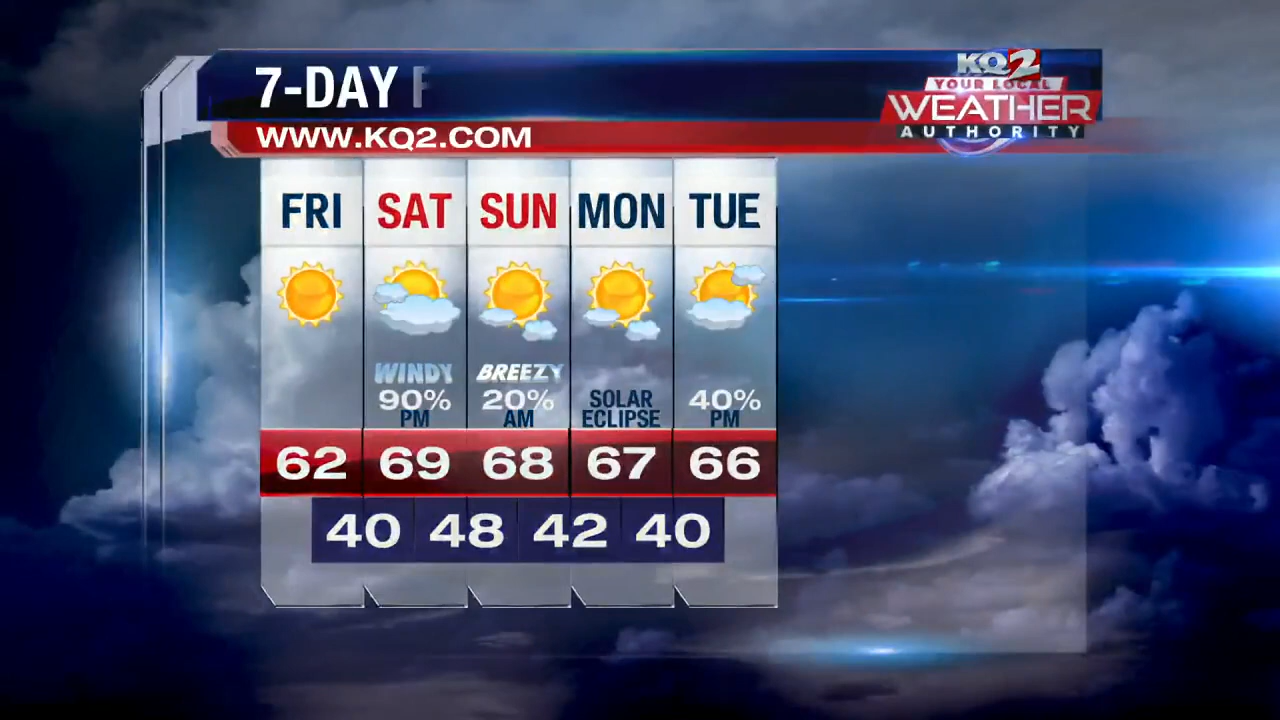 7-DAY F
KQ2
YOUR LOCAL
WEATHER
AUTHORITY
WWW.KQ2.COM
FRI SAT SUN MON TUE
WINDY BREEZY
90% 20% SOLAR 40%
PM AM ECLIPSE PM
62 69 68 67 66
40 48 42 40